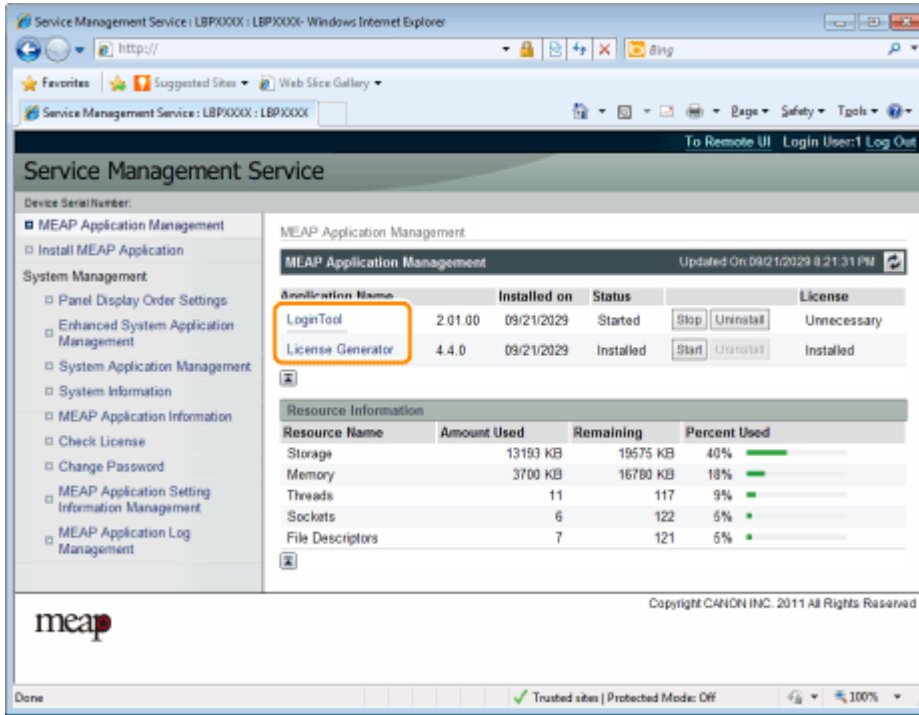 Service Management Service : LBPXXXX : LBPXXXX- Windows Internet Explorer
http://
Bing
Favorites Suggested Sites Web Slice Gallery
Service Management Service : LBPXXXX : LBPXXXX
Page Safety Tools
To Remote UI Login User:1 Log Out
Service Management Service
Device Serial Number:
MEAP Application Management
Install MEAP Application
System Management
Panel Display Order Settings
Enhanced System Application
Management
System Application Management
System Information
MEAP Application Information
Check License
Change Password
MEAP Application Setting
Information Management
MEAP Application Log
Management
MEAP Application Management
MEAP Application Management Updated On:09/21/2029 8:21:31 PM
Application Name Installed on Status License
LoginTool 2.01.00 09/21/2029 Started Stop Uninstall Unnecessary
License Generator 4.4.0 09/21/2029 Installed Start Uninstall Installed
Resource Information
Resource Name Amount Used Remaining Percent Used
Storage 13193 KB 19575 KB 40%
Memory 3700 KB 16780 KB 18%
Threads 11 117 9%
Sockets 6 122 5%
File Descriptors 7 121 6%
Copyright CANON INC. 2011 All Rights Reserved
meap
Done Trusted sites | Protected Mode: Off 100%